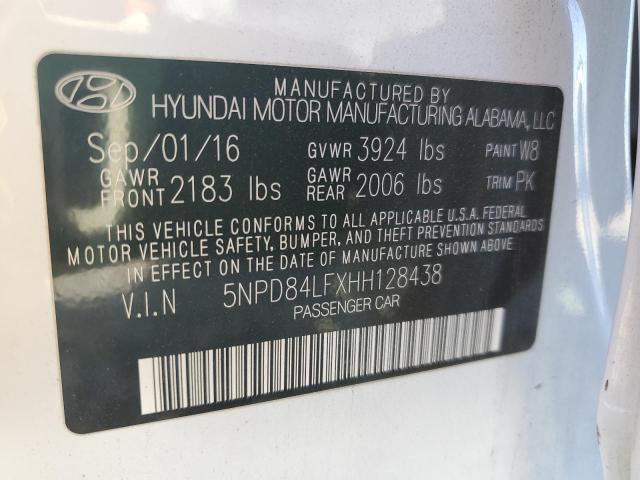 MANUFACTURED BY
HYUNDAI MOTOR MANUFACTURING ALABAMA, LLC
Sep/01/16 GVWR 3924 lbs PAINT W8
GAWR FRONT 2183 lbs GAWR REAR 2006 lbs TRIM PK
THIS VEHICLE CONFORMS TO ALL APPLICABLE U.S.A. FEDERAL
MOTOR VEHICLE SAFETY, BUMPER, AND THEFT PREVENTION STANDARDS
IN EFFECT ON THE DATE OF MANUFACTURE SHOWN ABOVE.
V.I.N 5NPD84LFXHH128438
PASSENGER CAR